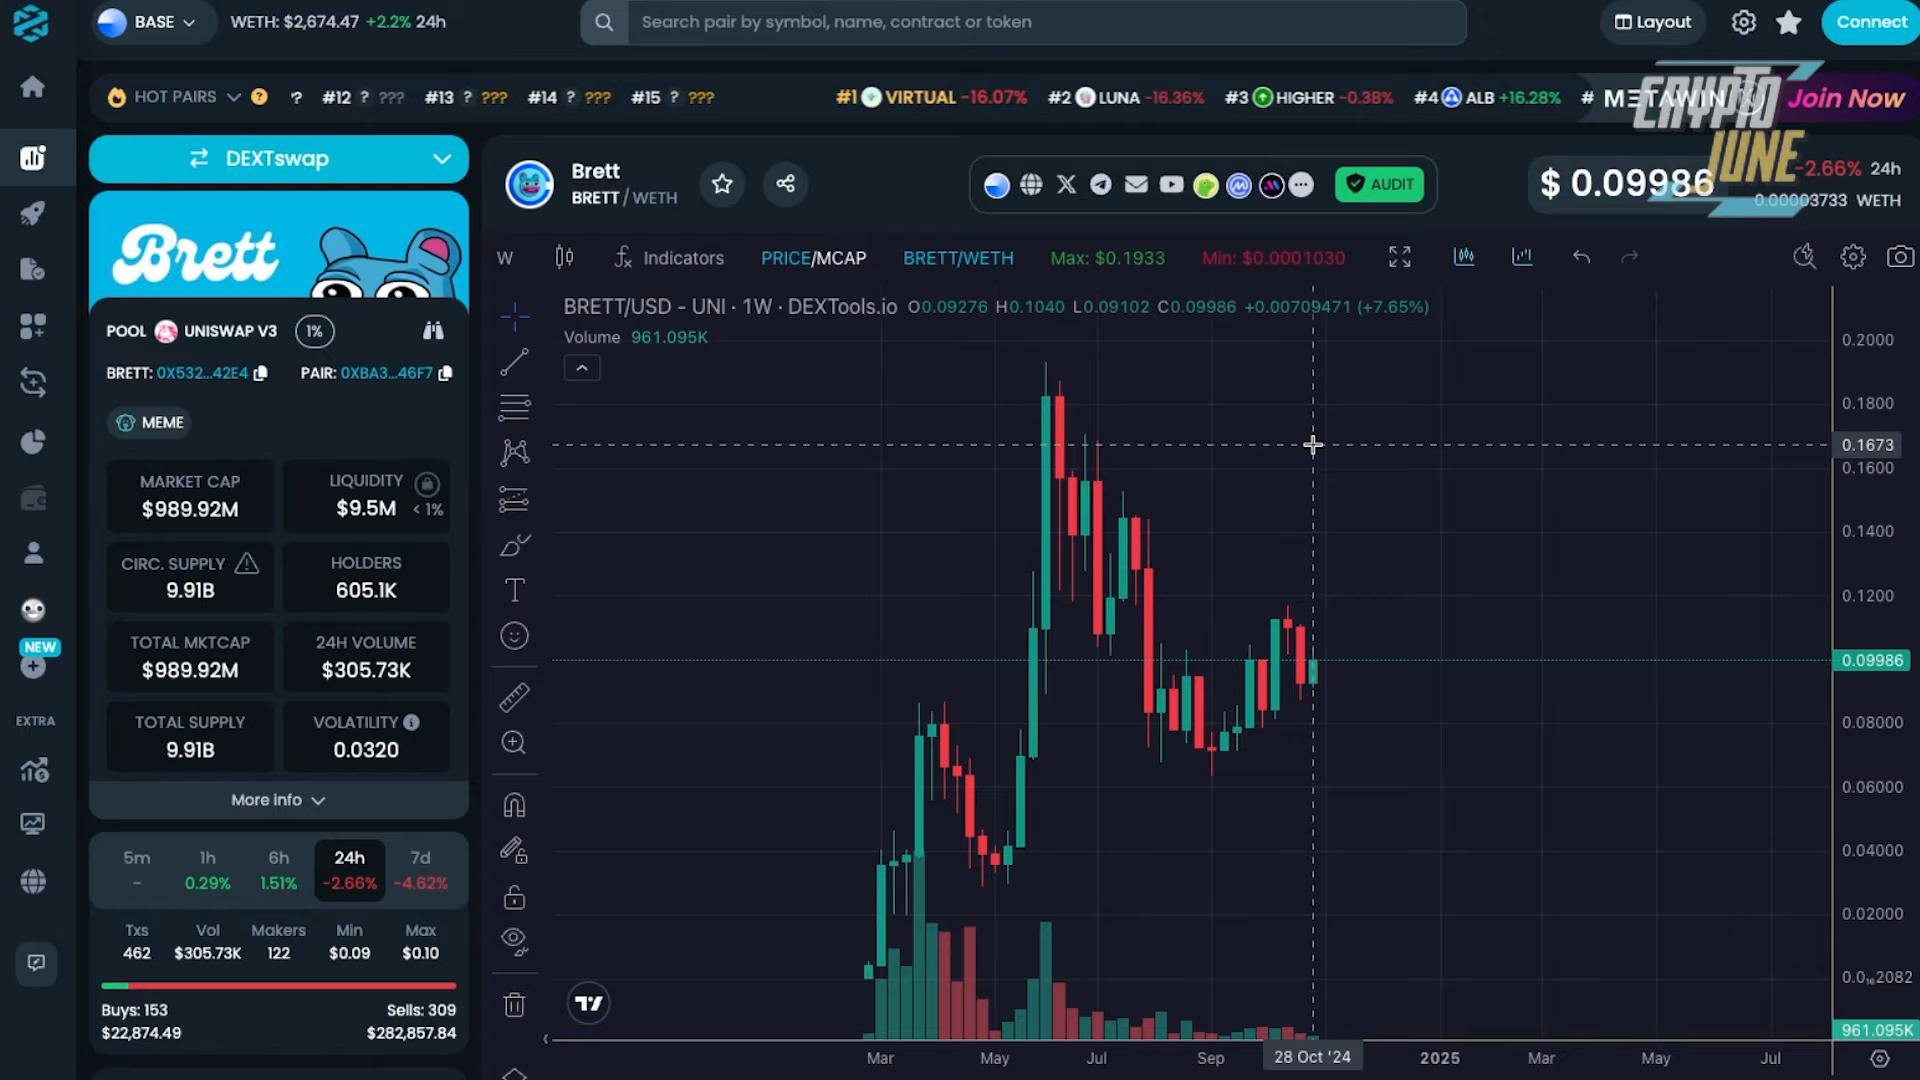 BASE
WETH: $2,674.47 +2.2% 24h
Search pair by symbol, name, contract or token
Layout
Connect
HOT PAIRS
?
? #12 ? ??? #13 ? ??? #14 ? ??? #15 ? ???
#1 VIRTUAL -16.07% #2 LUNA -16.36% #3 HIGHER -0.38% #4 ALB +16.28% #
METAWIN
Join Now
CRYPTO
JUNE
DEXTswap
Brett
BRETT / WETH
AUDIT
$ 0.09986
-2.66% 24h
0.00003733 WETH
Brett
POOL UNISWAP V3 1%
BRETT: 0X532...42E4
PAIR: 0XBA3...46F7
MEME
MARKET CAP
$989.92M
LIQUIDITY
$9.5M < 1%
CIRC. SUPPLY
9.91B
HOLDERS
605.1K
TOTAL MKTCAP
$989.92M
24H VOLUME
$305.73K
TOTAL SUPPLY
9.91B
VOLATILITY
0.0320
More info
5m
-
1h
0.29%
6h
1.51%
24h
-2.66%
7d
-4.62%
Txs
462
Vol
$305.73K
Makers
122
Min
$0.09
Max
$0.10
Buys: 153
$22,874.49
Sells: 309
$282,857.84
NEW
EXTRA
W
Indicators
PRICE/MCAP
BRETT/WETH
Max: $0.1933
Min: $0.0001030
BRETT/USD - UNI · 1W · DEXTools.io O0.09276 H0.1040 L0.09102 C0.09986 +0.00709471 (+7.65%)
Volume 961.095K
0.2000
0.1800
0.1673
0.1600
0.1400
0.1200
0.09986
0.08000
0.06000
0.04000
0.02000
0.0₁₆2082
961.095K
Mar
May
Jul
Sep
28 Oct '24
2025
Mar
May
Jul